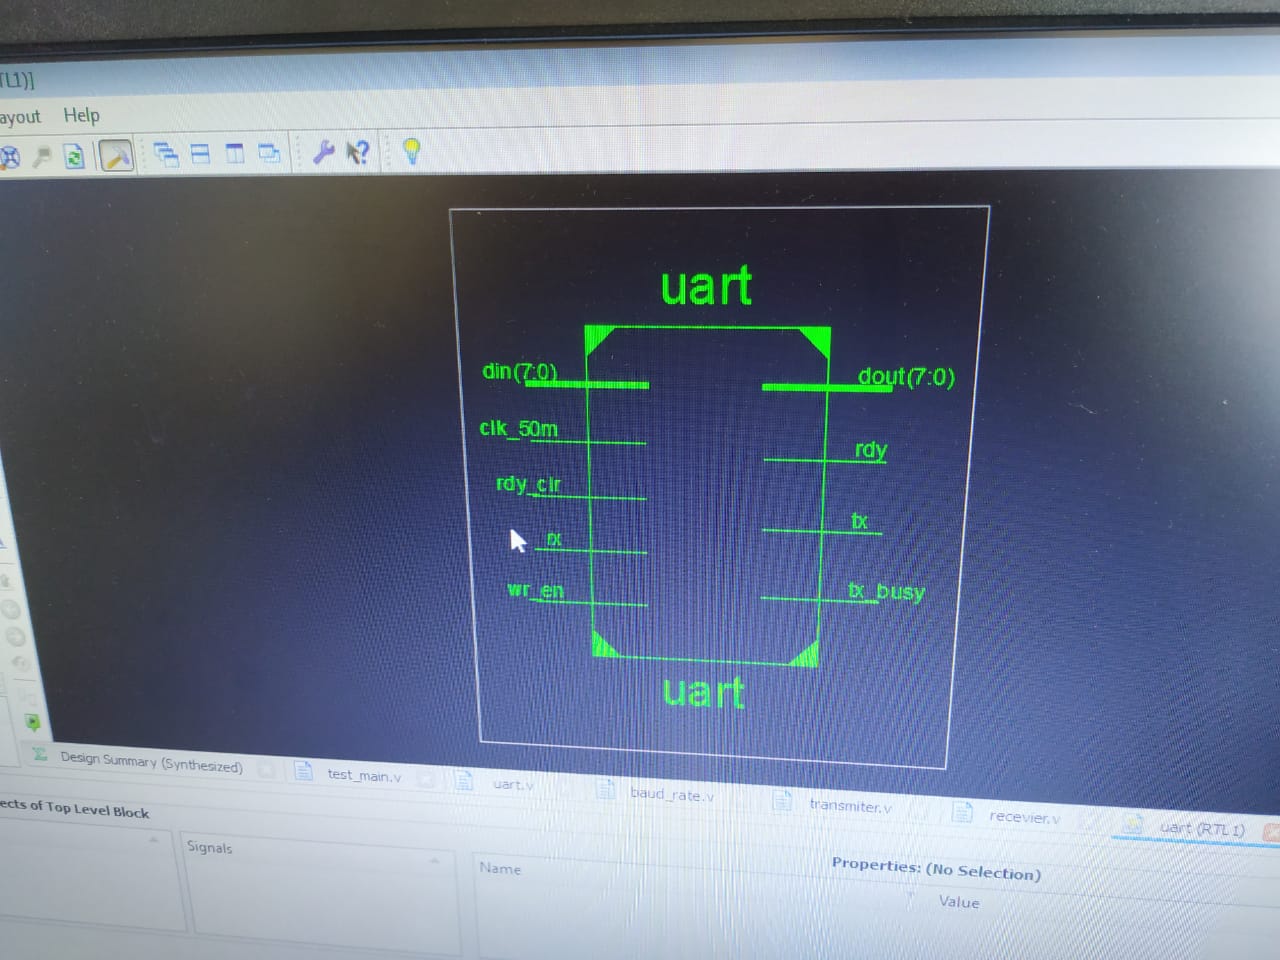 TL1)]
ayout Help
uart
din(7:0) dout(7:0)
clk_50m
rdy
rdy_clr
tx
rx
wr_en tx_busy
uart
Design Summary (Synthesized) test_main.v uart.v baud_rate.v transmiter.v recevier.v uart (RTL1)
ects of Top Level Block
Properties: (No Selection)
Signals
Name Value